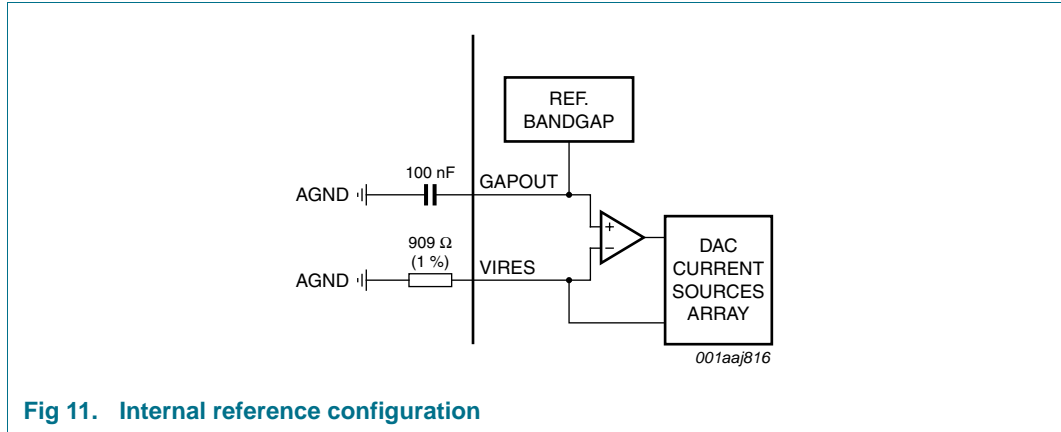 REF.
BANDGAP
100 nF
AGND
GAPOUT
+
−
909 Ω
(1 %)
AGND
VIRES
DAC
CURRENT
SOURCES
ARRAY
001aaj816
Fig 11. Internal reference configuration